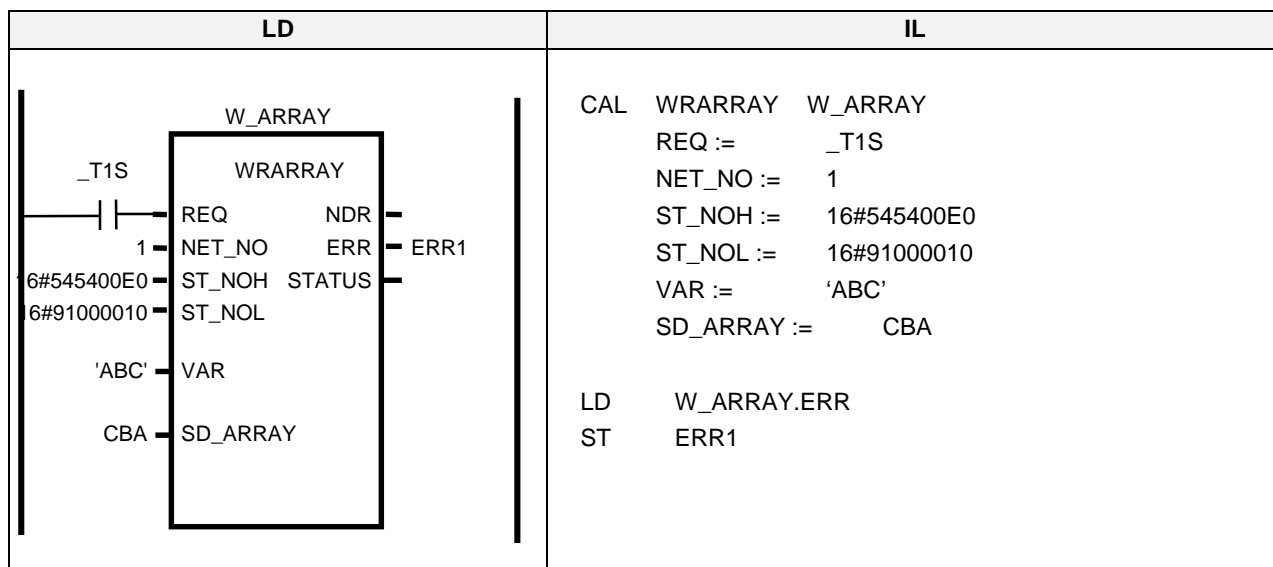 LD
IL
W_ARRAY
_T1S
WRARRAY
REQ NDR
1 NET_NO ERR ERR1
16#545400E0 ST_NOH STATUS
16#91000010 ST_NOL
'ABC' VAR
CBA SD_ARRAY
CAL WRARRAY W_ARRAY
REQ := _T1S
NET_NO := 1
ST_NOH := 16#545400E0
ST_NOL := 16#91000010
VAR := ‘ABC’
SD_ARRAY := CBA
LD W_ARRAY.ERR
ST ERR1